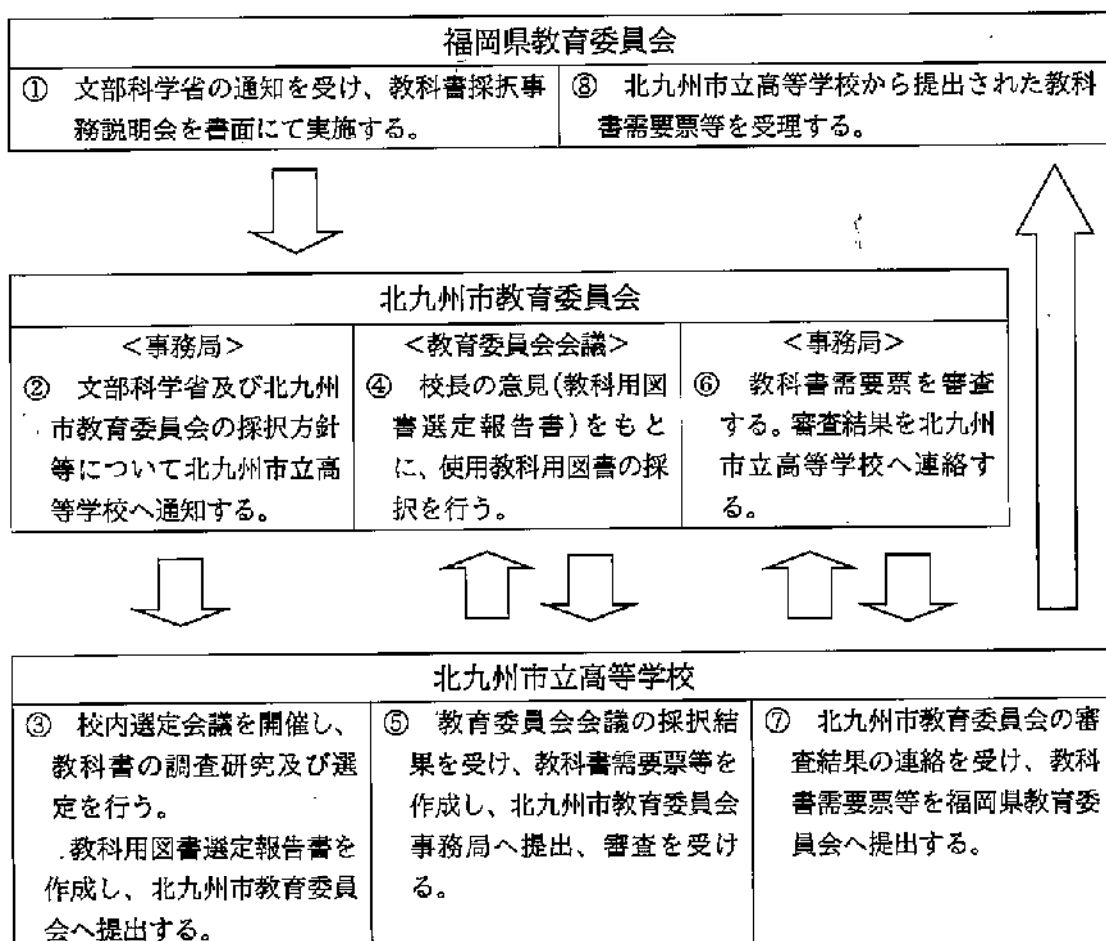 福岡県教育委員会
① 文部科学省の通知を受け、教科書採択事
務説明会を書面にて実施する。
⑧ 北九州市立高等学校から提出された教科
書需要票等を受理する。
北九州市教育委員会
＜事務局＞
② 文部科学省及び北九州
市教育委員会の採択方針
等について北九州市立高
等学校へ通知する。
＜教育委員会会議＞
④ 校長の意見(教科用図
書選定報告書)をもと
に、使用教科用図書の採
択を行う。
＜事務局＞
⑥ 教科書需要票を審査
する。審査結果を北九州
市立高等学校へ連絡す
る。
北九州市立高等学校
③ 校内選定会議を開催し、
教科書の調査研究及び選
定を行う。
教科用図書選定報告書を
作成し、北九州市教育委員
会へ提出する。
⑤ 教育委員会会議の採択結
果を受け、教科書需要票等を
作成し、北九州市教育委員会
事務局へ提出、審査を受け
る。
⑦ 北九州市教育委員会の審
査結果の連絡を受け、教科
書需要票等を福岡県教育委
員会へ提出する。